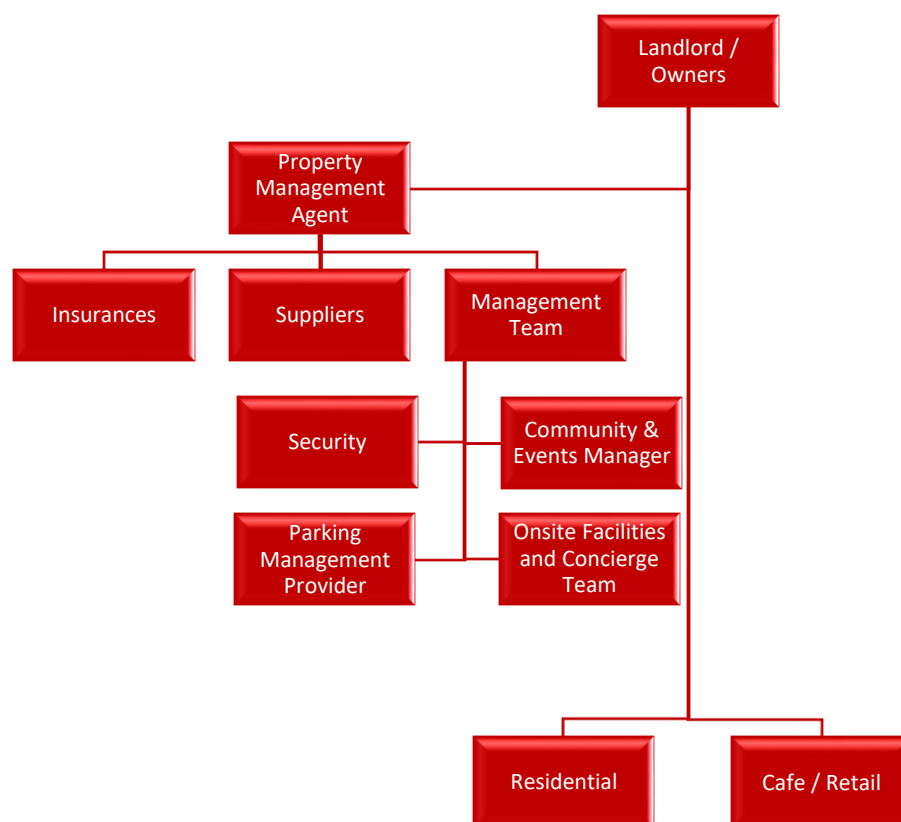 Landlord /
Owners
Property
Management
Agent
Insurances
Suppliers
Management
Team
Security
Community &
Events Manager
Parking
Management
Provider
Onsite Facilities
and Concierge
Team
Residential
Cafe / Retail